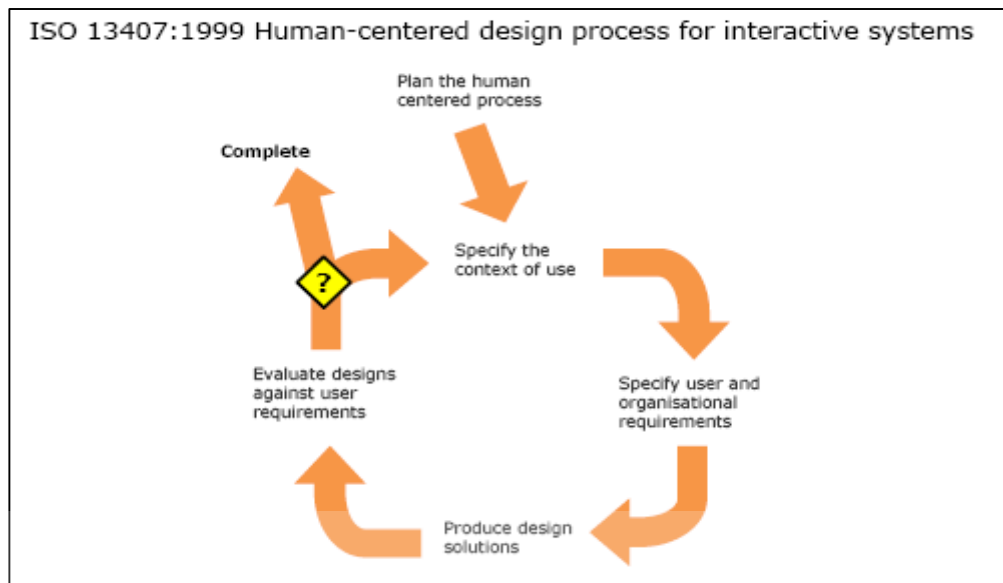 ISO 13407:1999 Human-centered design process for interactive systems
Plan the human
centered process
Complete
Specify the
context of use
?
Evaluate designs
against user
requirements
Specify user and
organisational
requirements
Produce design
solutions